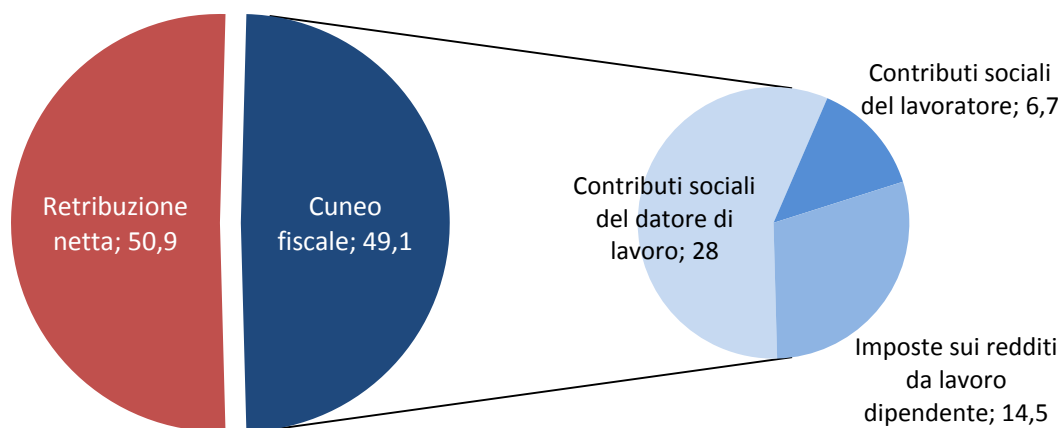 Retribuzione
netta; 50,9
Cuneo
fiscale; 49,1
Contributi sociali
del lavoratore; 6,7
Contributi sociali
del datore di
lavoro; 28
Imposte sui redditi
da lavoro
dipendente; 14,5